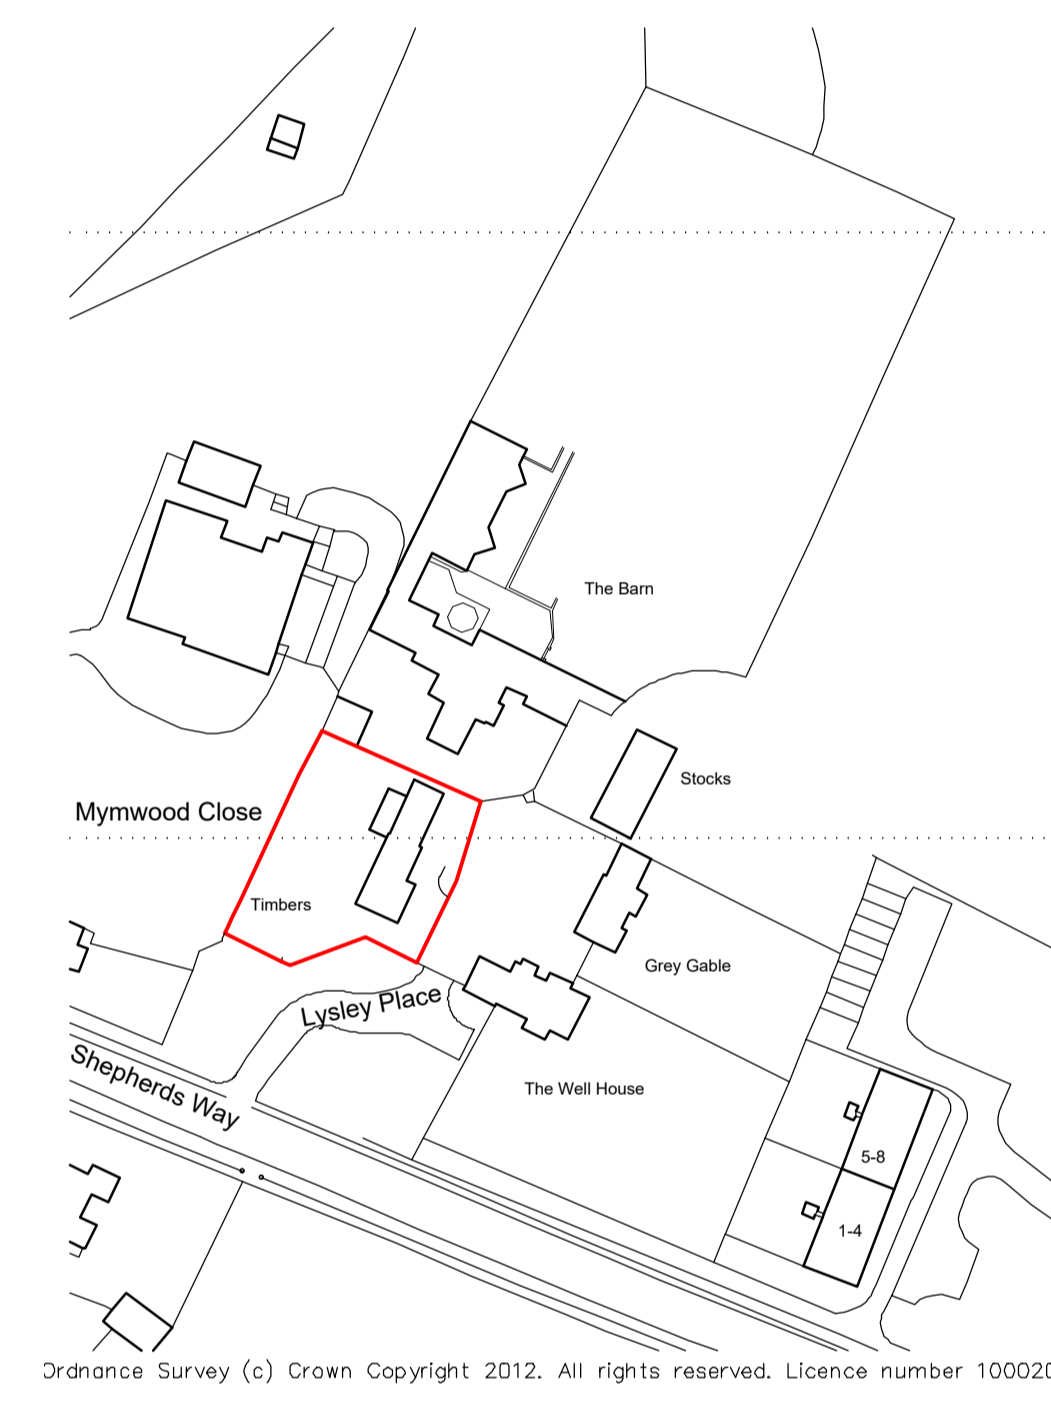 The Barn
Stocks
Mymwood Close
Timbers
Grey Gable
Lysley Place
Shepherds Way
The Well House
5-8
1-4
Ordnance Survey (c) Crown Copyright 2012. All rights reserved. Licence number 100020